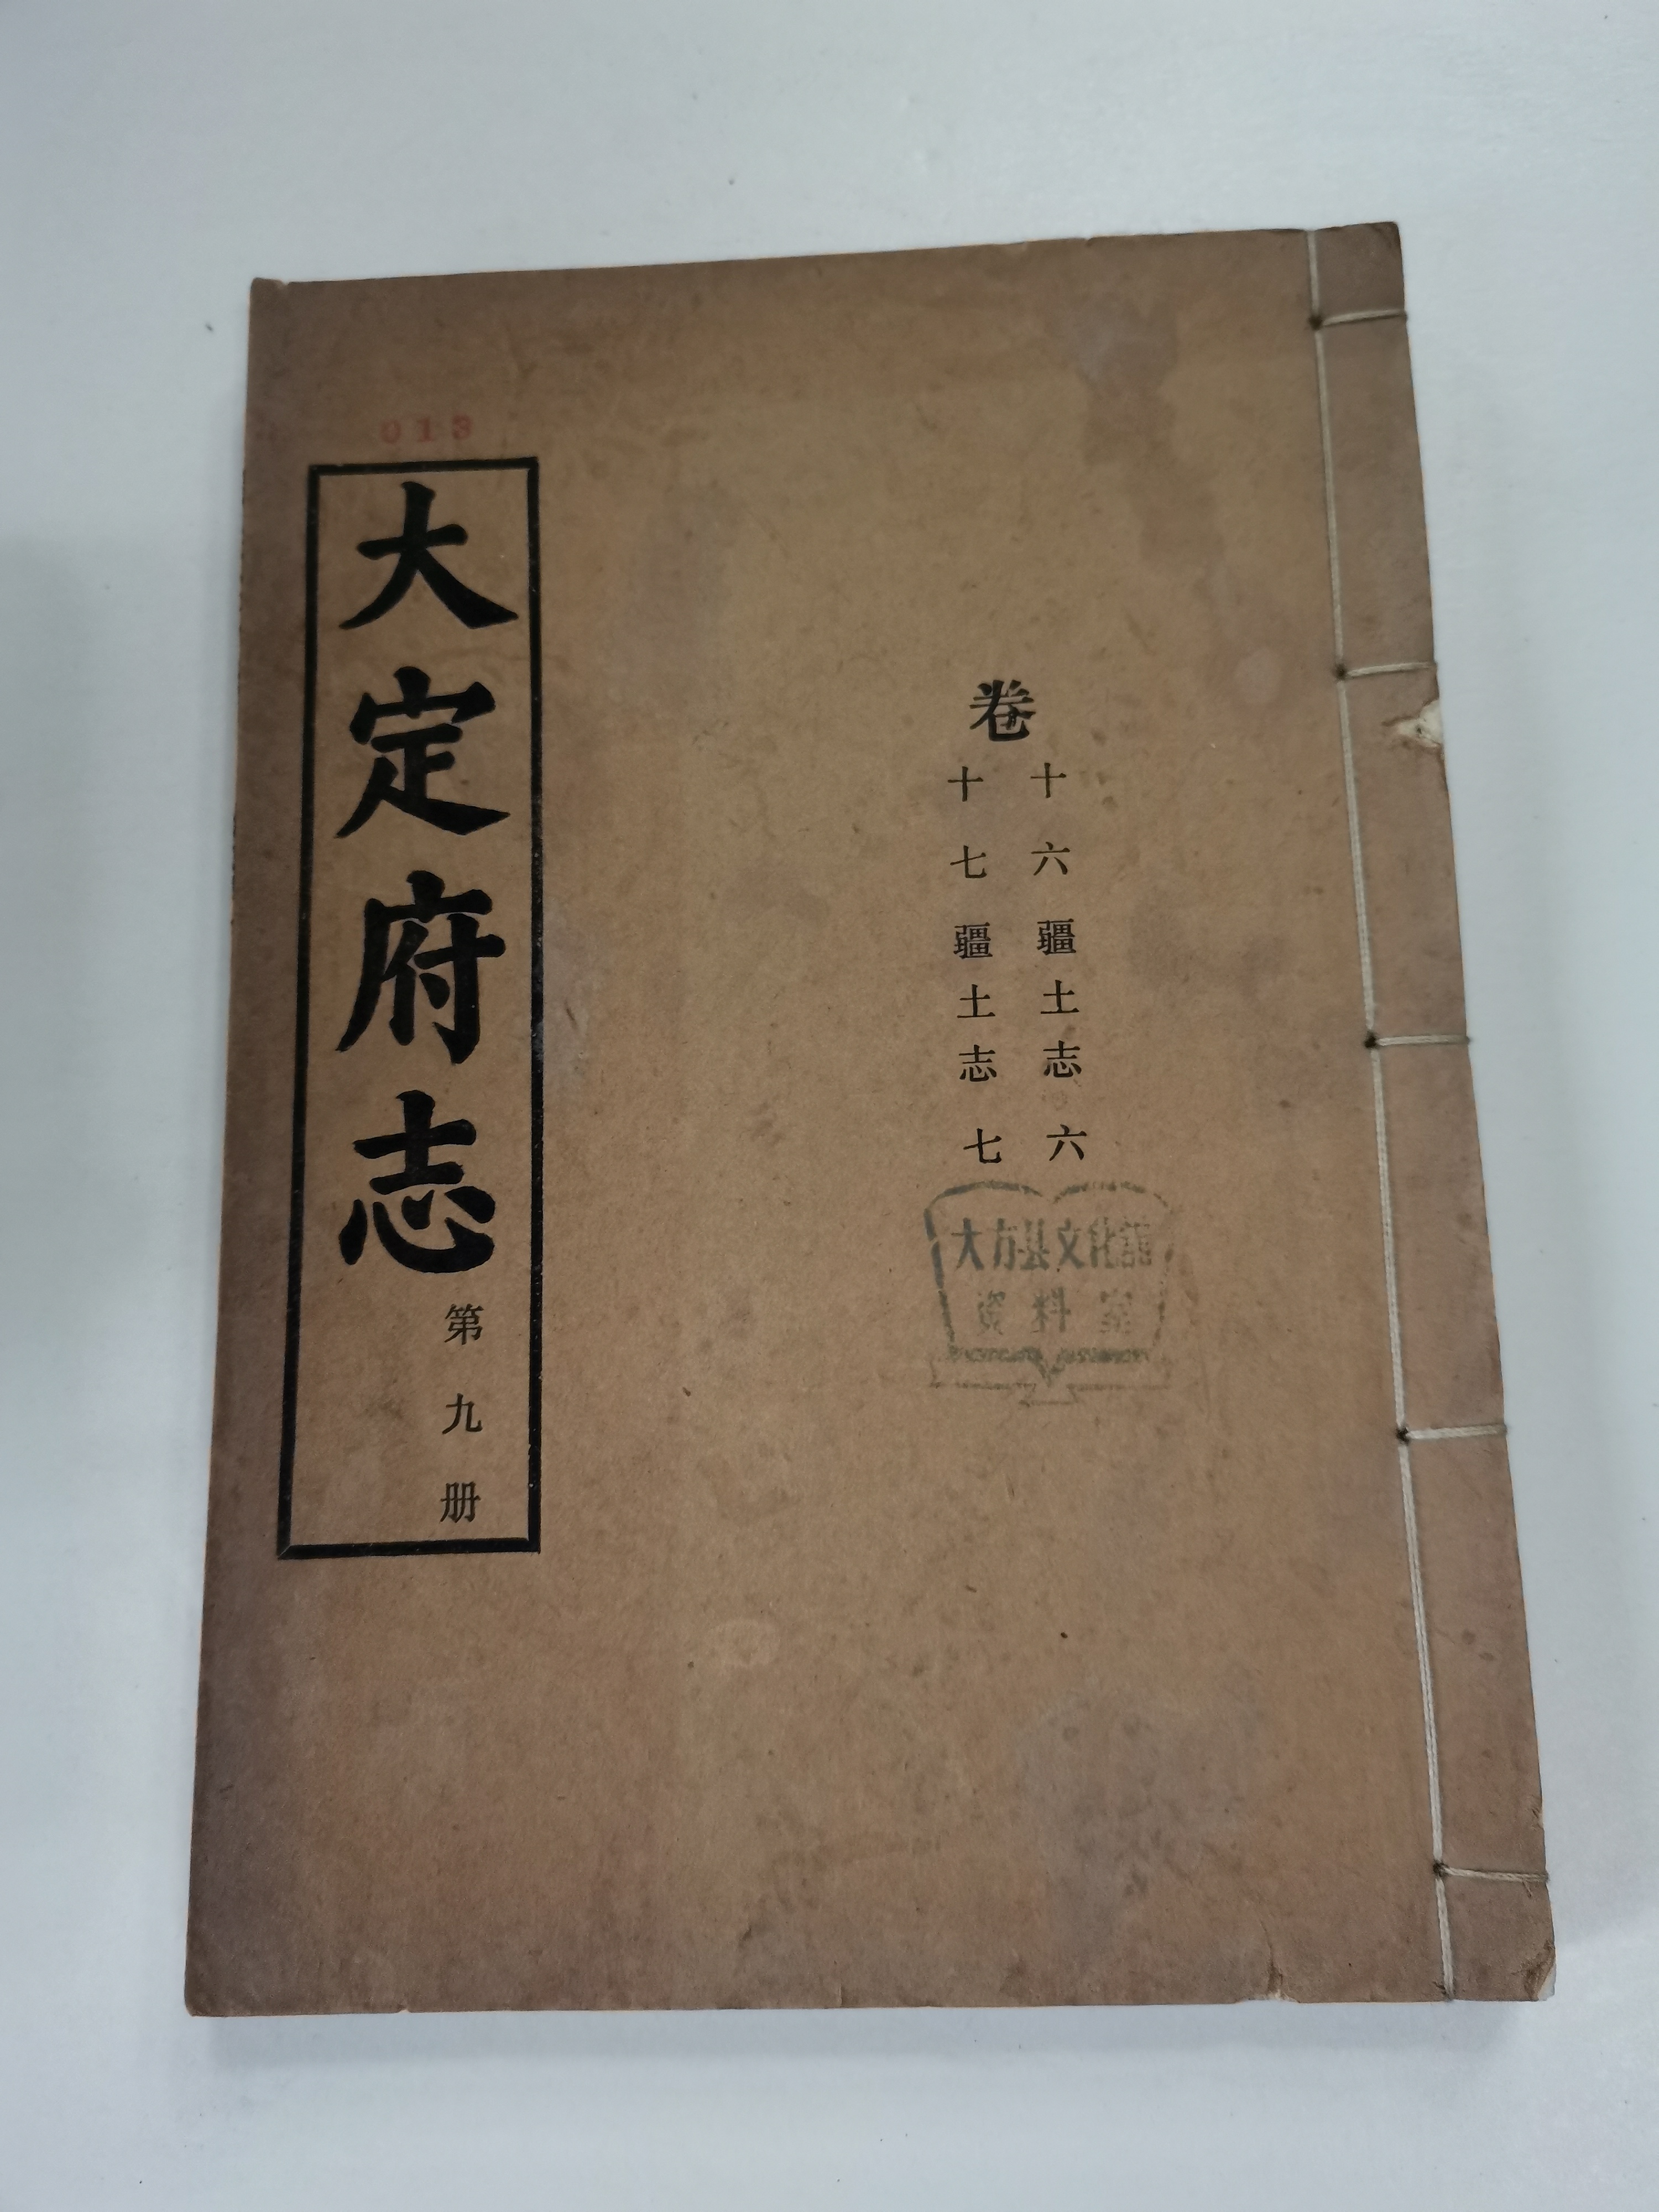 013
大定府志
第九册
卷
十六疆土志六
十七疆土志七
大方县文化館
资料室